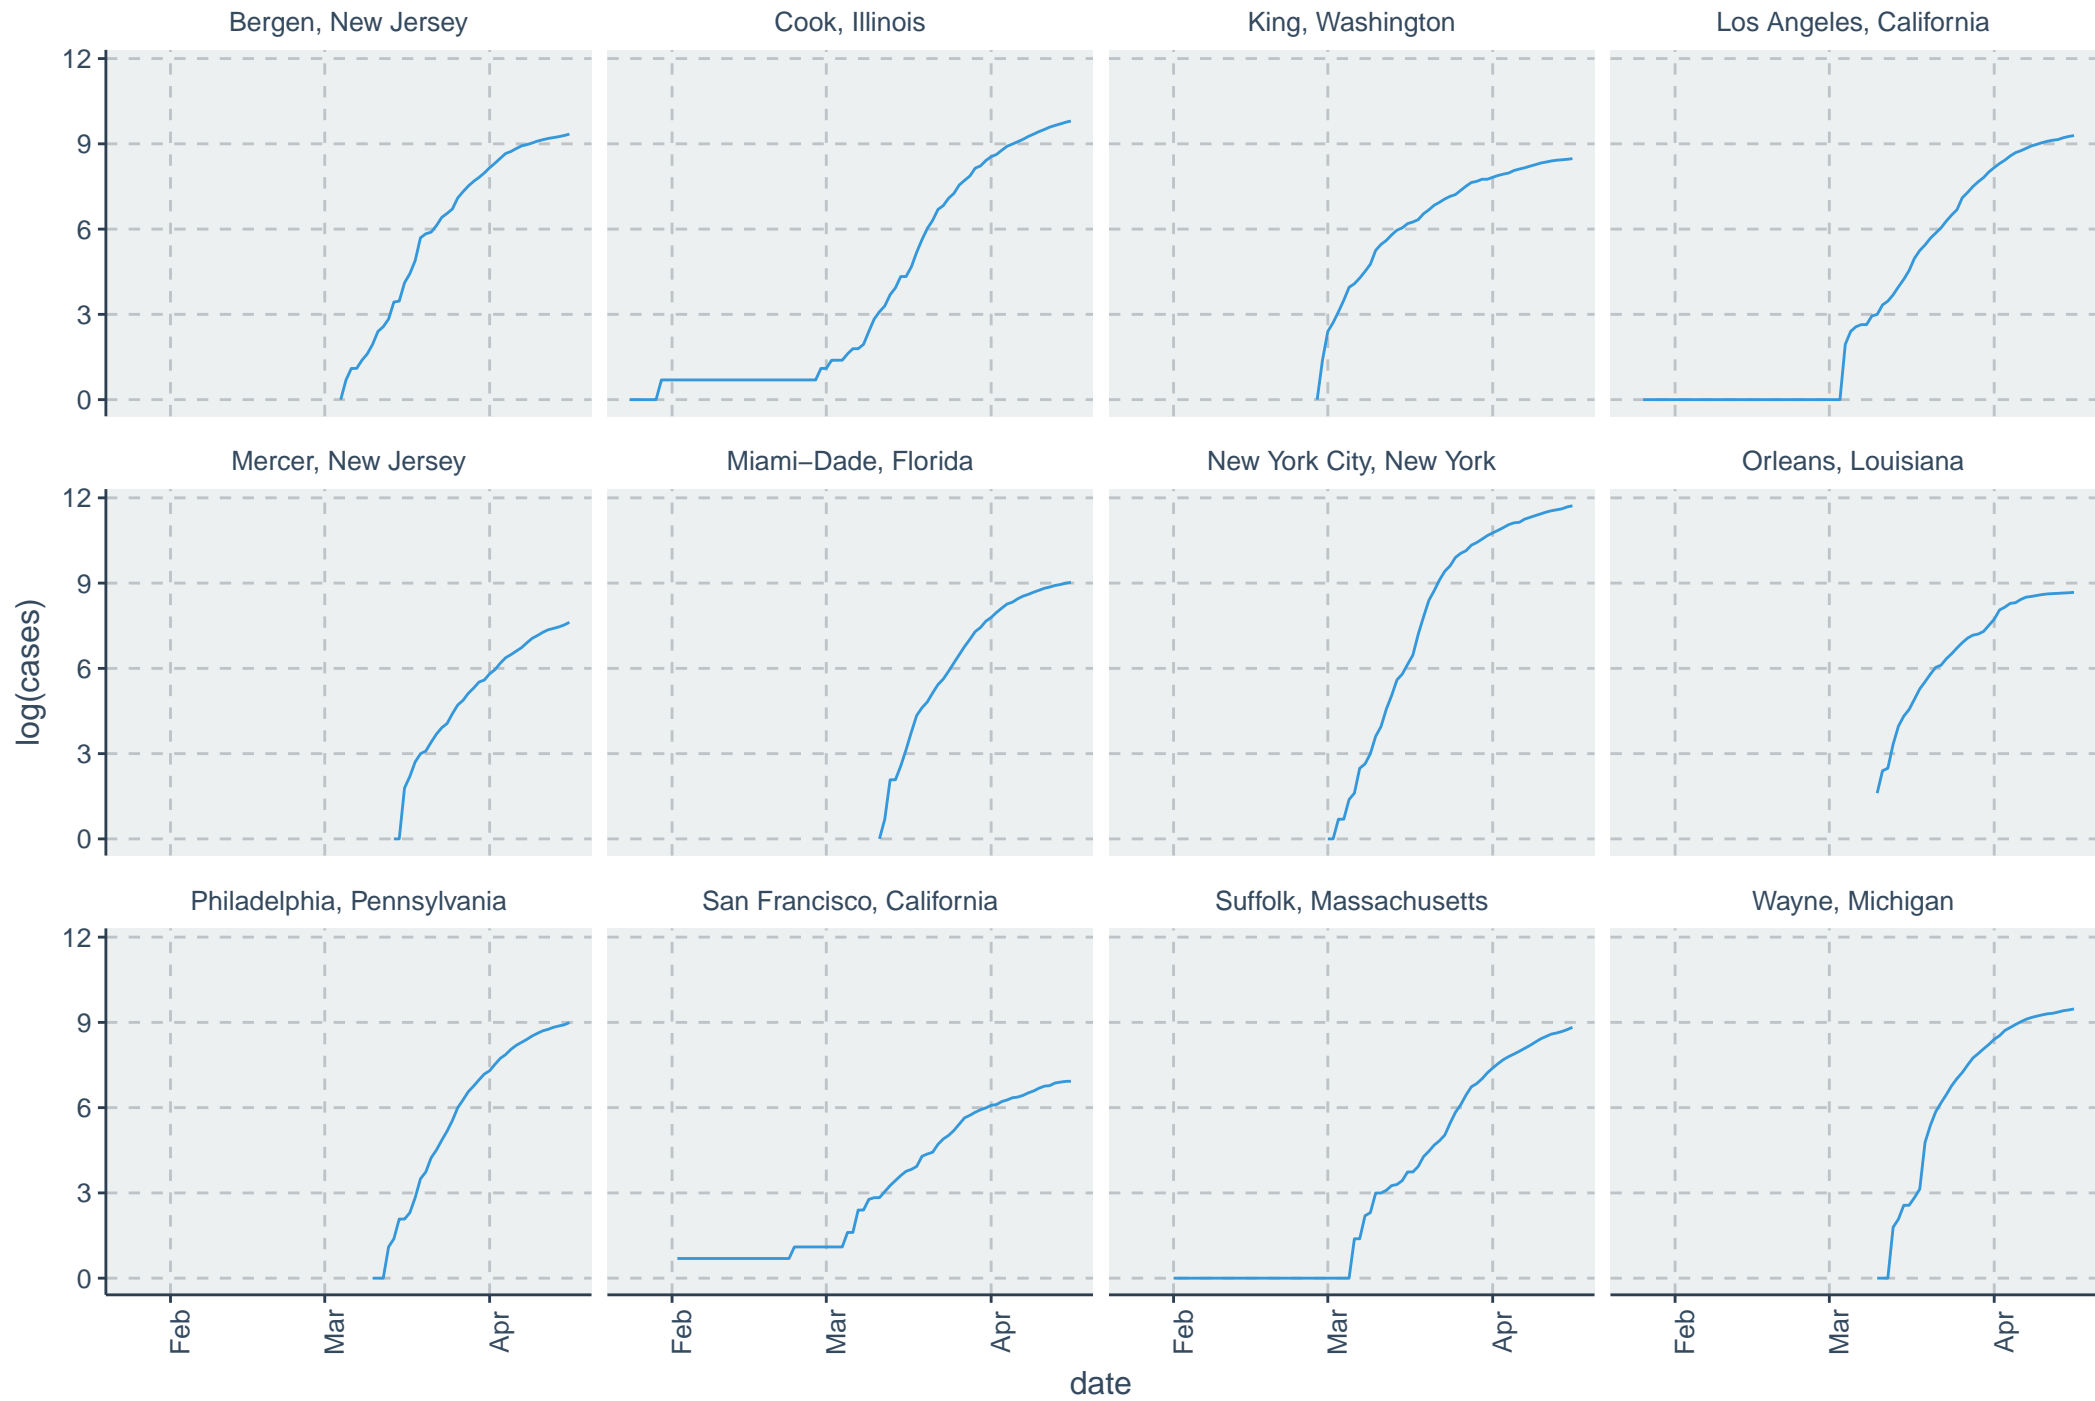 Bergen, New Jersey
Cook, Illinois
King, Washington
Los Angeles, California
12
9
6
3
0
Mercer, New Jersey
Miami−Dade, Florida
New York City, New York
Orleans, Louisiana
12
9
6
3
0
log(cases)
Philadelphia, Pennsylvania
San Francisco, California
Suffolk, Massachusetts
Wayne, Michigan
12
9
6
3
0
Feb
Mar
Apr
Feb
Mar
Apr
Feb
Mar
Apr
Feb
Mar
Apr
date